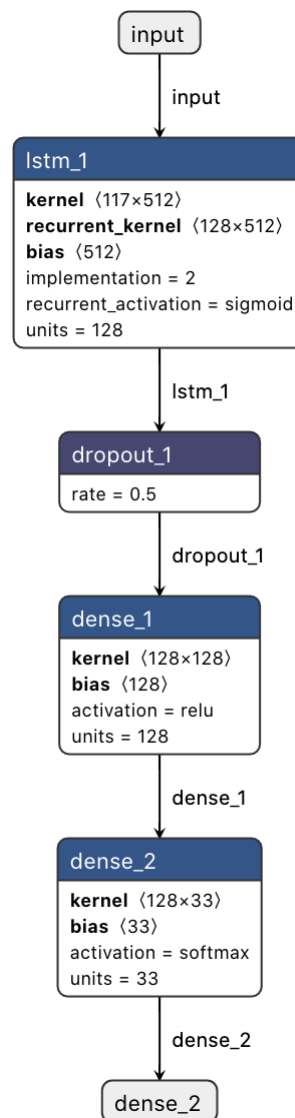 input
input
lstm_1
kernel ⟨117×512⟩
recurrent_kernel ⟨128×512⟩
bias ⟨512⟩
implementation = 2
recurrent_activation = sigmoid
units = 128
lstm_1
dropout_1
rate = 0.5
dropout_1
dense_1
kernel ⟨128×128⟩
bias ⟨128⟩
activation = relu
units = 128
dense_1
dense_2
kernel ⟨128×33⟩
bias ⟨33⟩
activation = softmax
units = 33
dense_2
dense_2